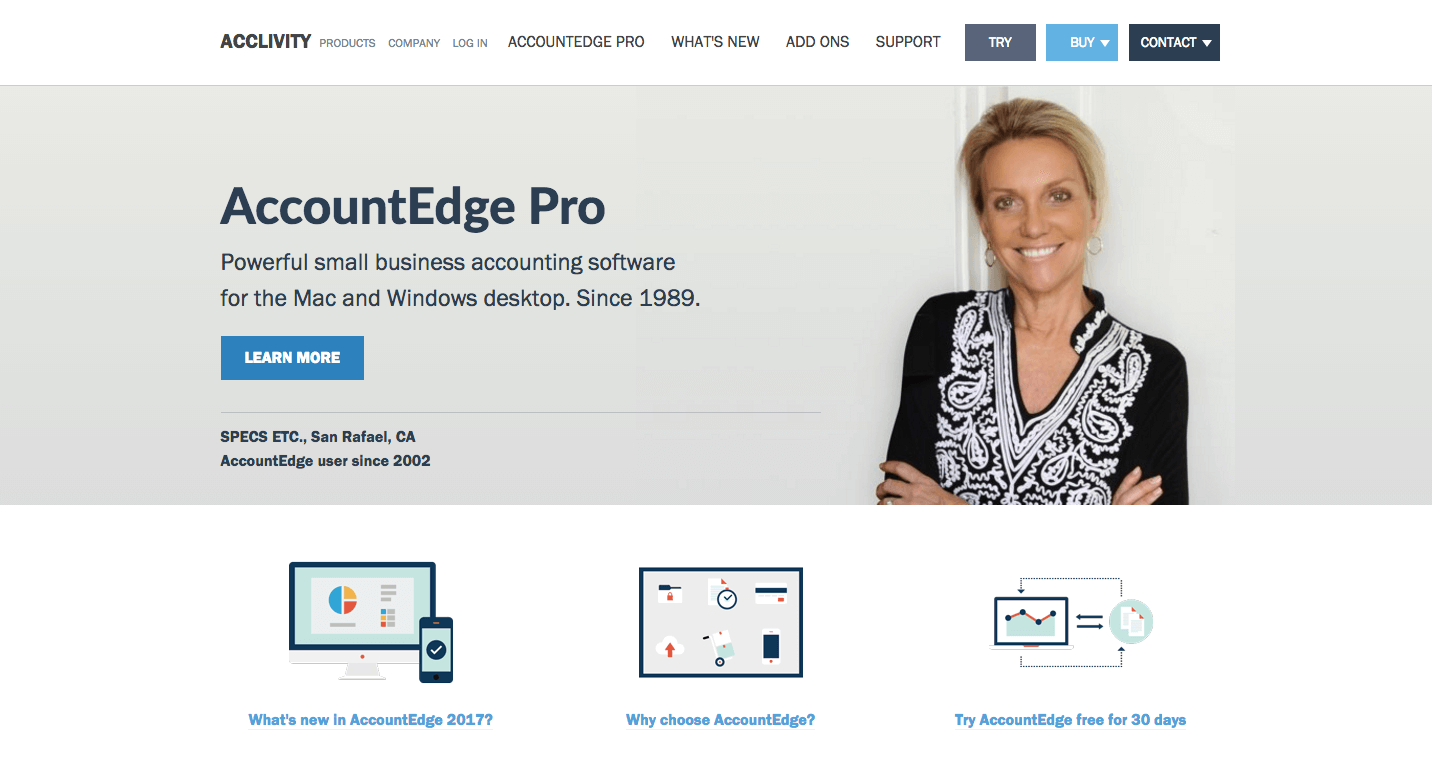 ACCLIVITY PRODUCTS COMPANY LOG IN ACCOUNTEDGE PRO WHAT'S NEW ADD ONS SUPPORT TRY BUY CONTACT
AccountEdge Pro
Powerful small business accounting software
for the Mac and Windows desktop. Since 1989.
LEARN MORE
SPECS ETC., San Rafael, CA
AccountEdge user since 2002
What's new in AccountEdge 2017?
Why choose AccountEdge?
Try AccountEdge free for 30 days